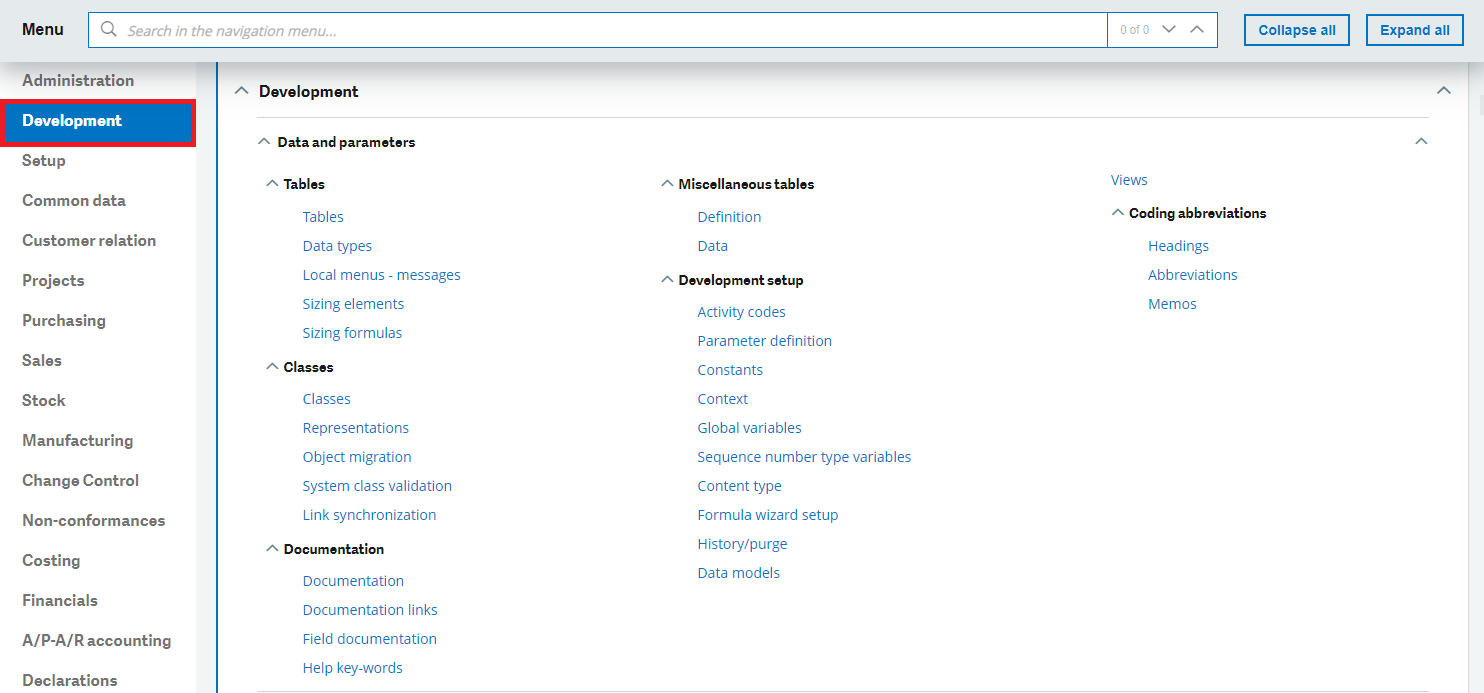 Menu
Search in the navigation menu...
0 of 0
Collapse all
Expand all
Administration
Development
Setup
Common data
Customer relation
Projects
Purchasing
Sales
Stock
Manufacturing
Change Control
Non-conformances
Costing
Financials
A/P-A/R accounting
Declarations
Development
Data and parameters
Tables
Tables
Data types
Local menus - messages
Sizing elements
Sizing formulas
Classes
Classes
Representations
Object migration
System class validation
Link synchronization
Documentation
Documentation
Documentation links
Field documentation
Help key-words
Miscellaneous tables
Definition
Data
Development setup
Activity codes
Parameter definition
Constants
Context
Global variables
Sequence number type variables
Content type
Formula wizard setup
History/purge
Data models
Views
Coding abbreviations
Headings
Abbreviations
Memos